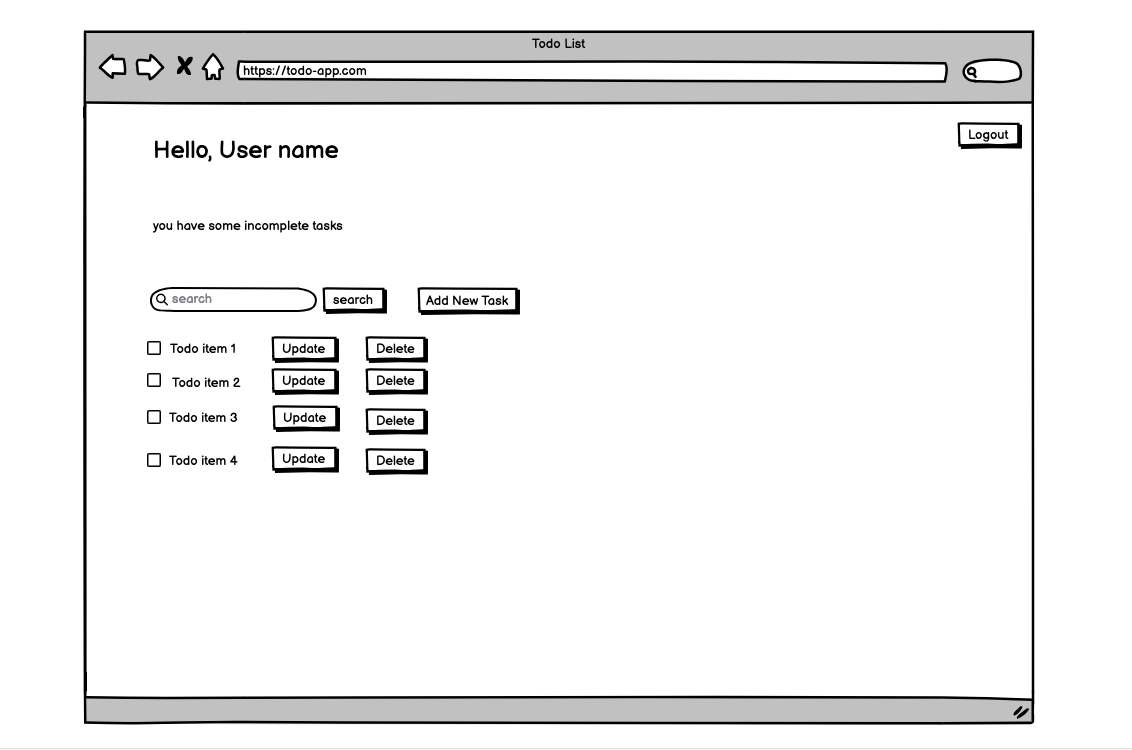 Todo List
https://todo-app.com
Logout
Hello, User name
you have some incomplete tasks
search search Add New Task
Todo item 1 Update Delete
Todo item 2 Update Delete
Todo item 3 Update Delete
Todo item 4 Update Delete